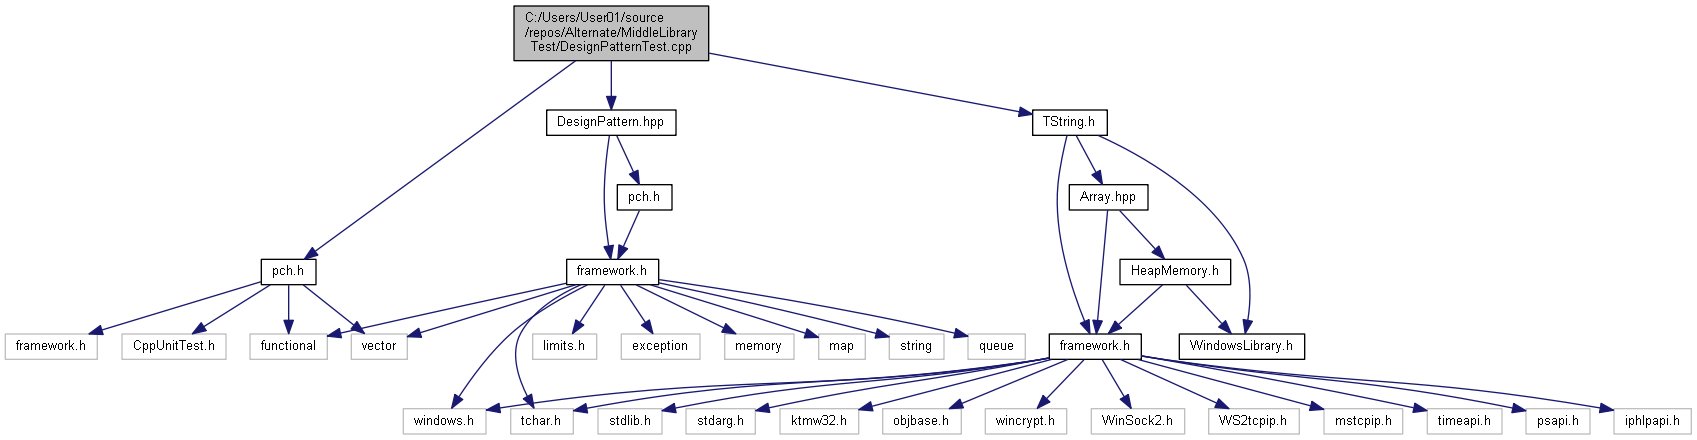 C:/Users/User01/source
/repos/Alternate/MiddleLibrary
Test/DesignPatternTest.cpp
DesignPattern.hpp
TString.h
pch.h
Array.hpp
pch.h
framework.h
HeapMemory.h
framework.h
CppUnitTest.h
functional
vector
limits.h
exception
memory
map
string
queue
framework.h
WindowsLibrary.h
windows.h
tchar.h
stdlib.h
stdarg.h
ktmw32.h
objbase.h
wincrypt.h
WinSock2.h
WS2tcpip.h
mstcpip.h
timeapi.h
psapi.h
iphlpapi.h